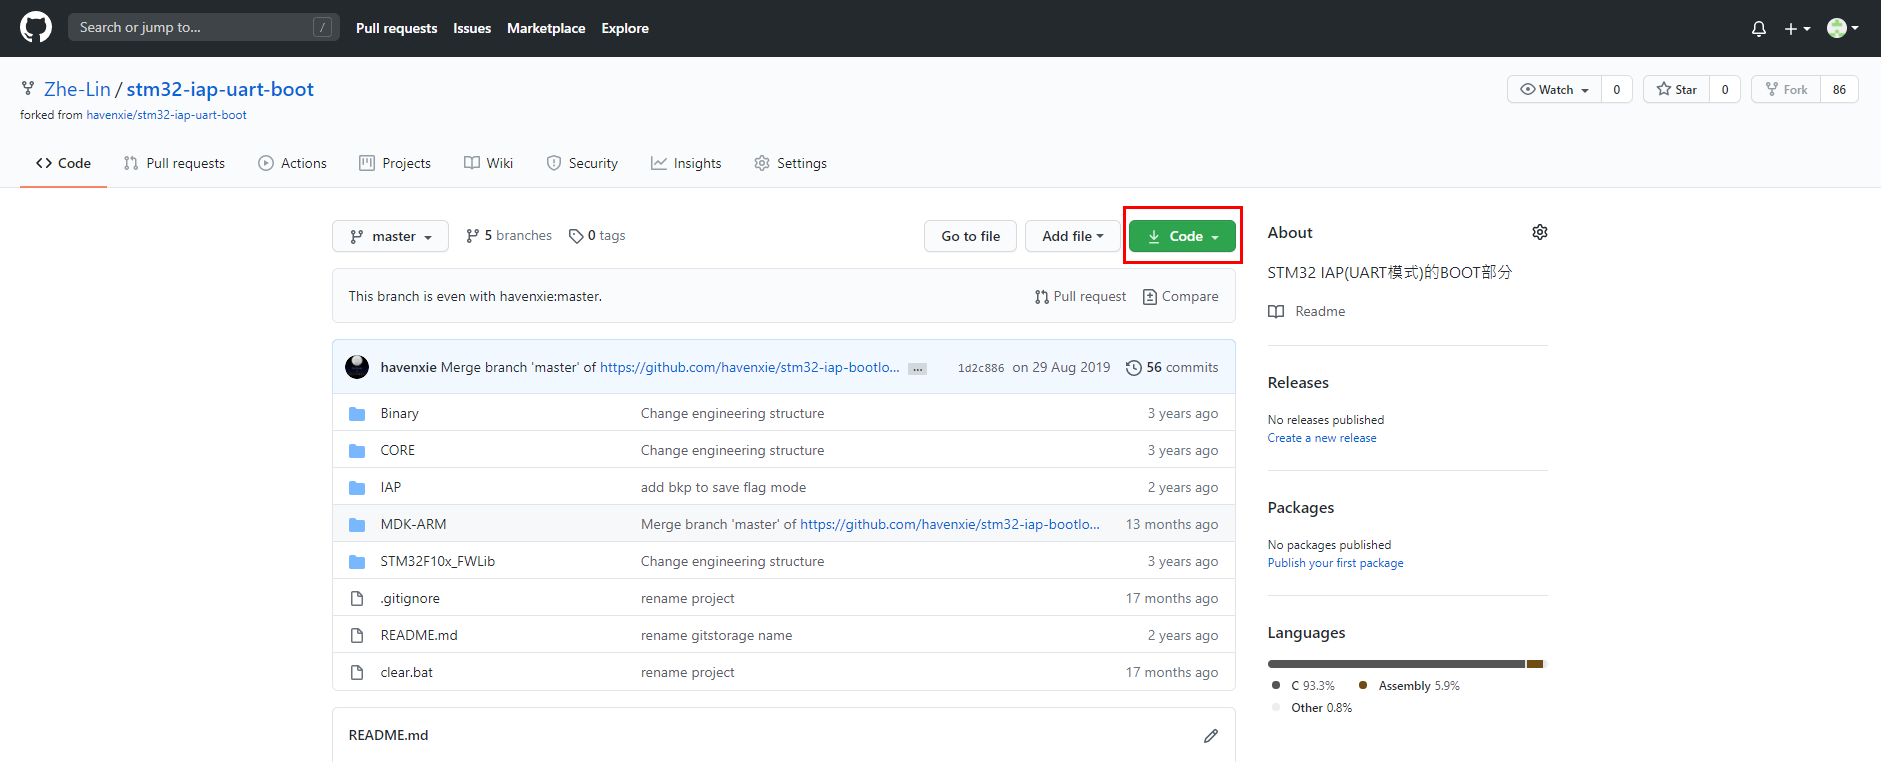 Search or jump to... /
Pull requests Issues Marketplace Explore
Zhe-Lin / stm32-iap-uart-boot
Watch 0 Star 0 Fork 86
forked from havenxie/stm32-iap-uart-boot
Code Pull requests Actions Projects Wiki Security Insights Settings
master 5 branches 0 tags Go to file Add file Code
This branch is even with havenxie:master. Pull request Compare
havenxie Merge branch 'master' of https://github.com/havenxie/stm32-iap-bootlo... ... 1d2c886 on 29 Aug 2019 56 commits
Binary Change engineering structure 3 years ago
CORE Change engineering structure 3 years ago
IAP add bkp to save flag mode 2 years ago
MDK-ARM Merge branch 'master' of https://github.com/havenxie/stm32-iap-bootlo... 13 months ago
STM32F10x_FWLib Change engineering structure 3 years ago
.gitignore rename project 17 months ago
README.md rename gitstorage name 2 years ago
clear.bat rename project 17 months ago
README.md
About
STM32 IAP(UART模式)的BOOT部分
Readme
Releases
No releases published
Create a new release
Packages
No packages published
Publish your first package
Languages
C 93.3% Assembly 5.9%
Other 0.8%